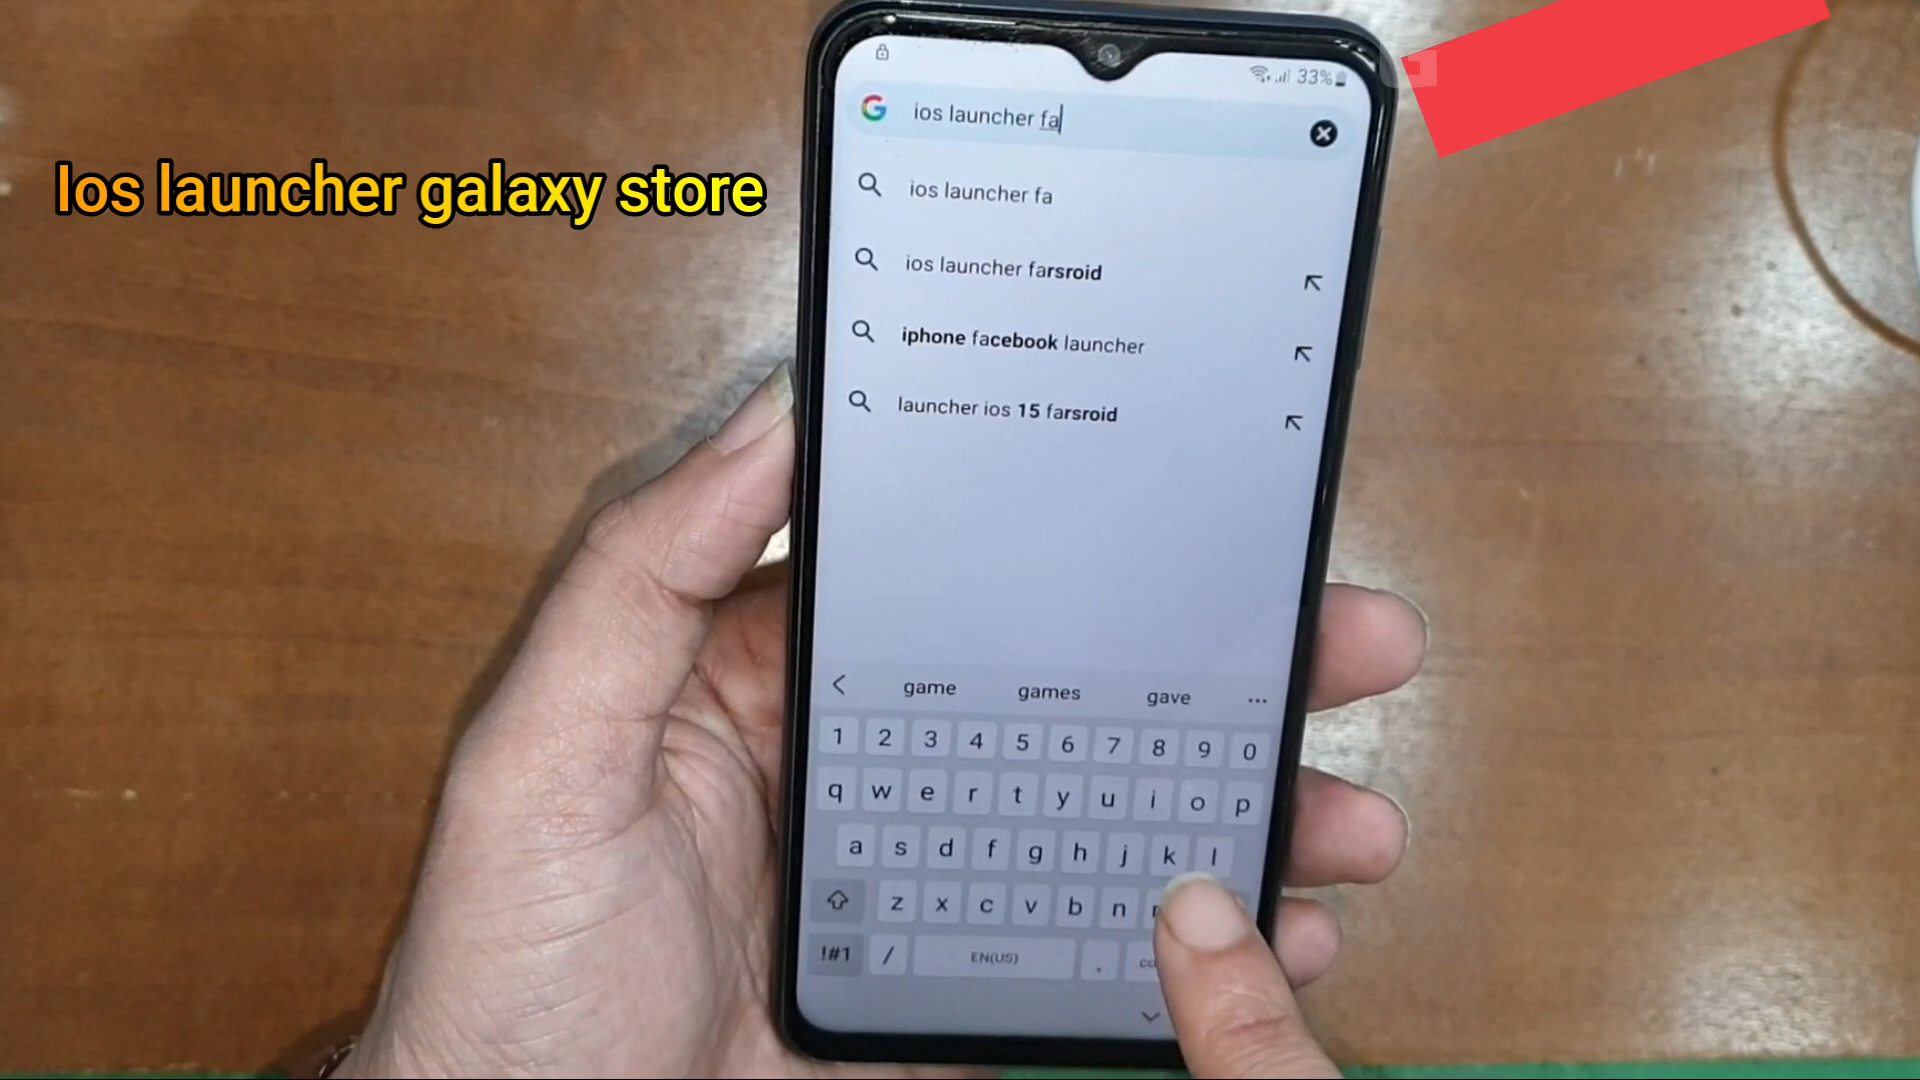 33%
ios launcher fa
Ios launcher galaxy store
ios launcher fa
ios launcher farsroid
iphone facebook launcher
launcher ios 15 farsroid
game games gave ...
1 2 3 4 5 6 7 8 9 0
q w e r t y u i o p
a s d f g h j k l
z x c v b n
!#1 / EN(US) .